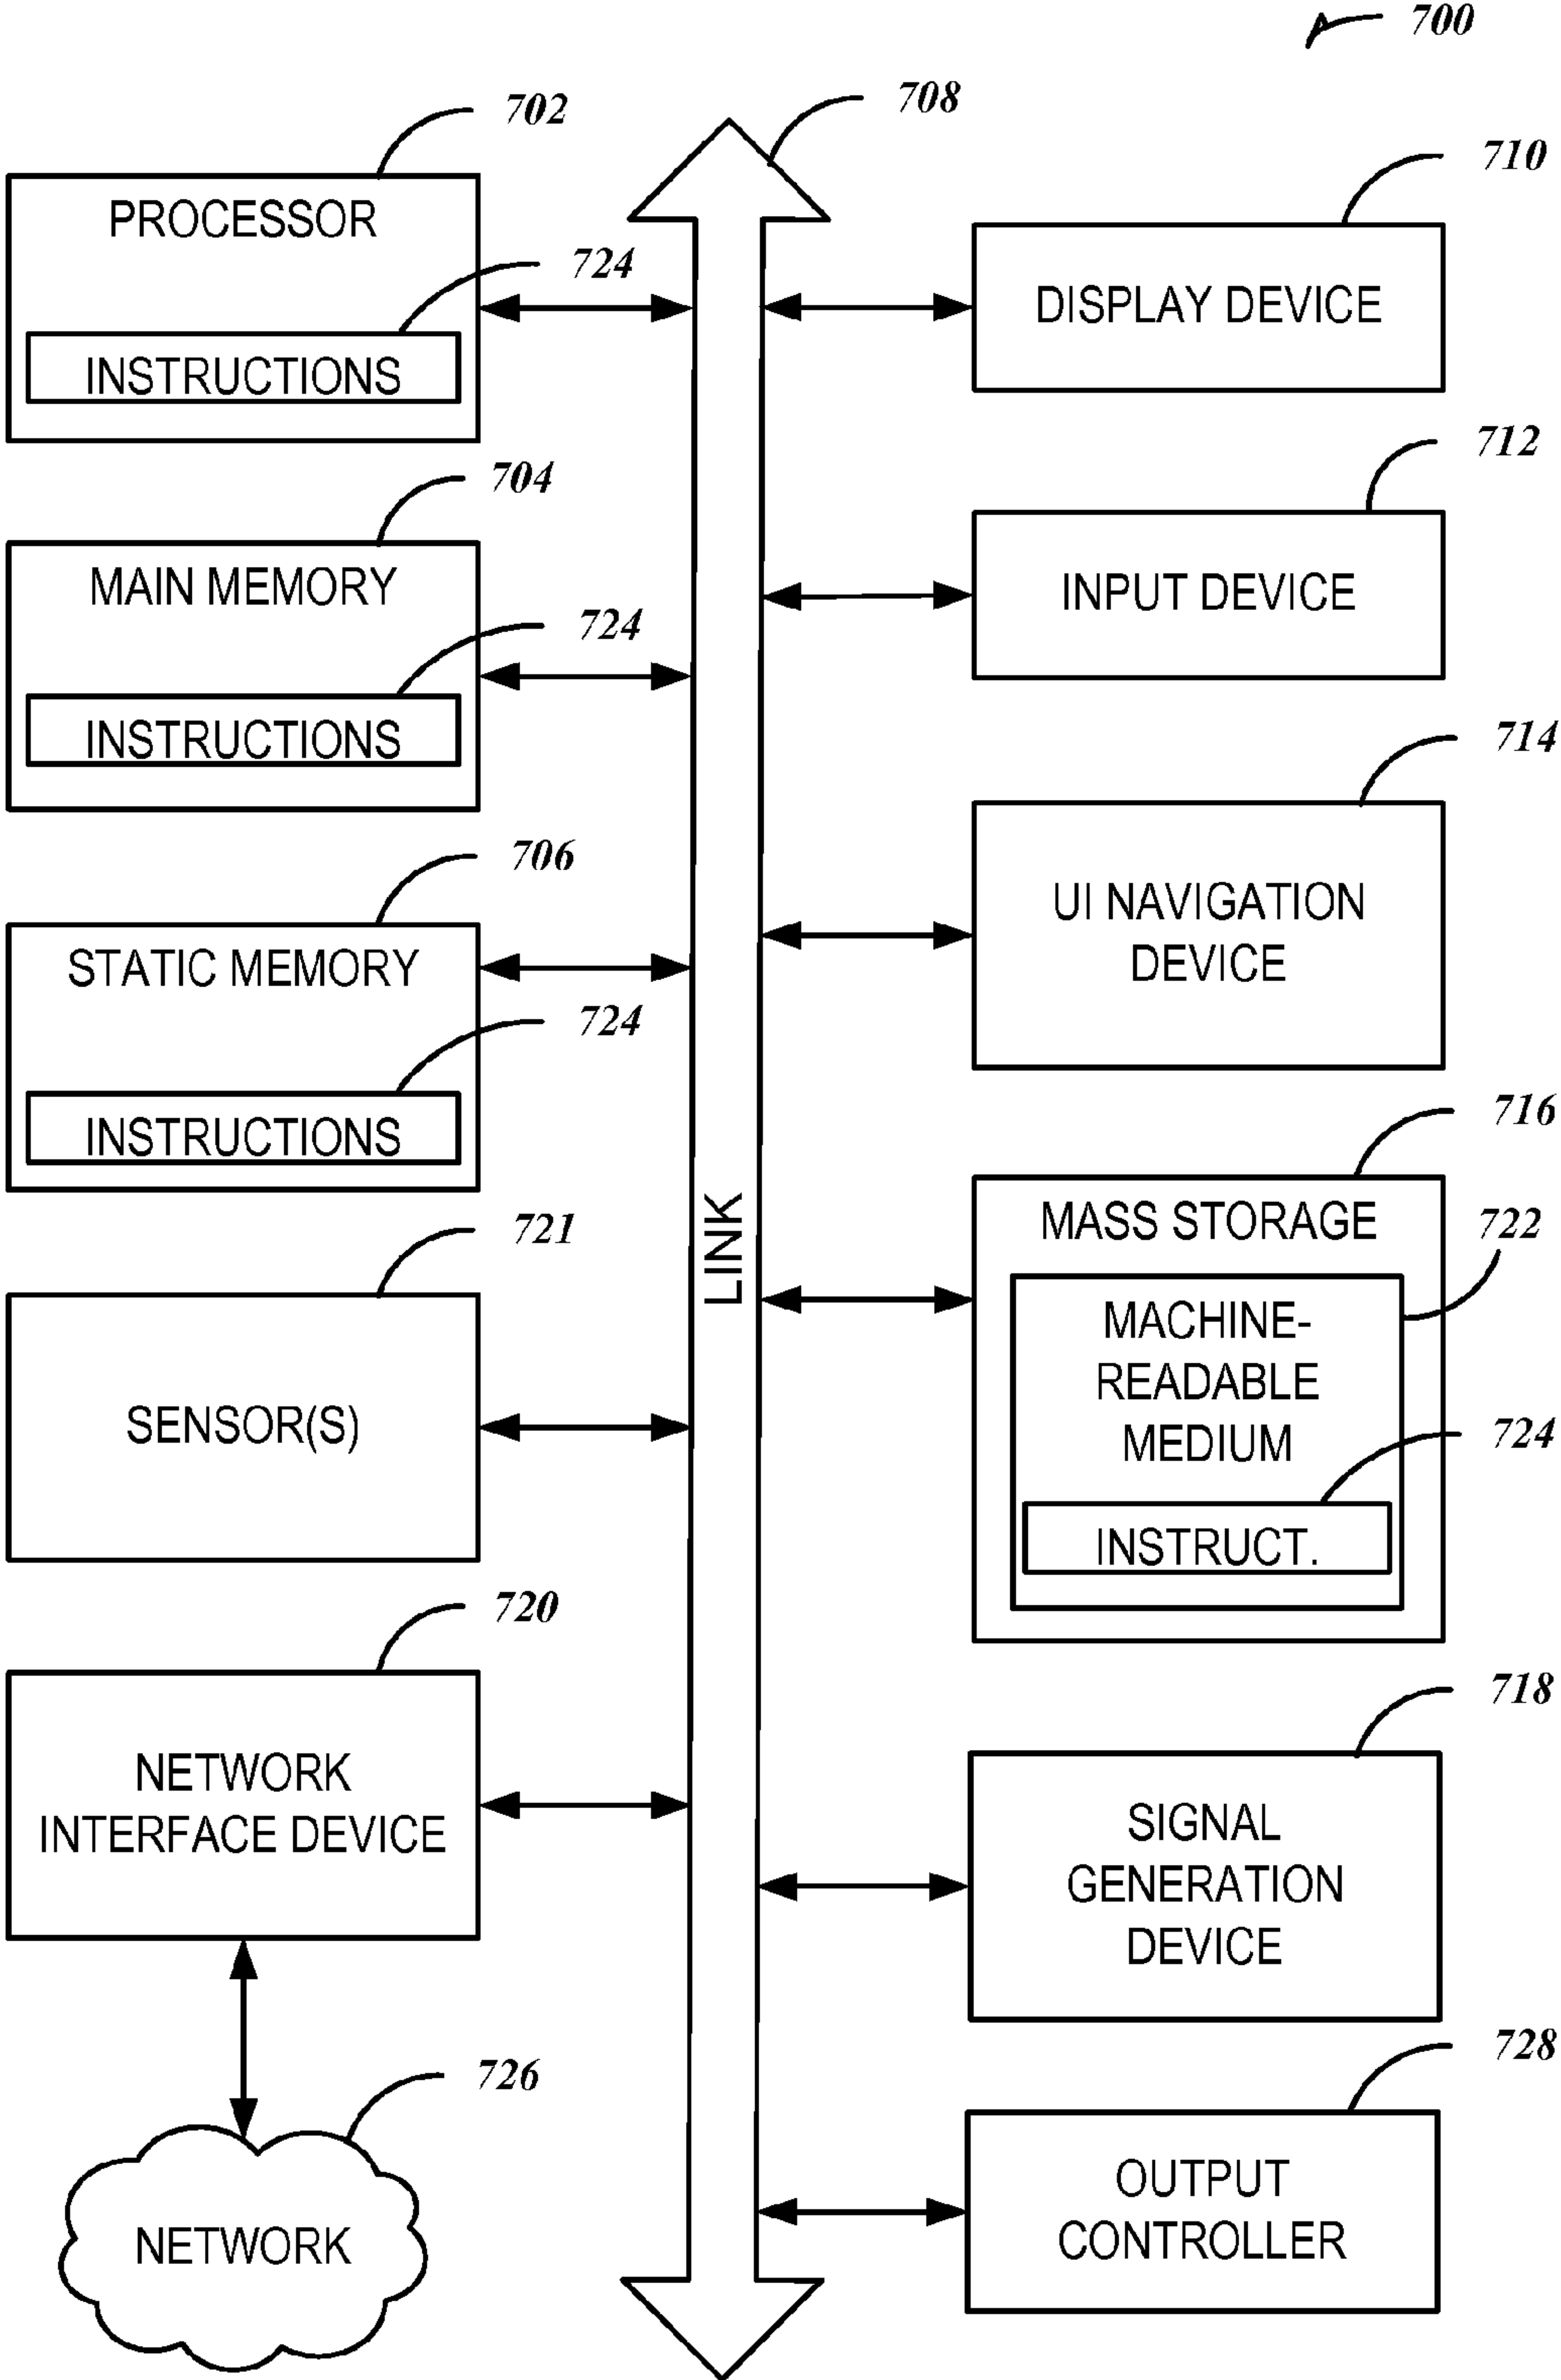 700
702
PROCESSOR
724
INSTRUCTIONS
704
MAIN MEMORY
724
INSTRUCTIONS
706
STATIC MEMORY
724
INSTRUCTIONS
721
SENSOR(S)
720
NETWORK
INTERFACE DEVICE
726
NETWORK
708
LINK
710
DISPLAY DEVICE
712
INPUT DEVICE
714
UI NAVIGATION
DEVICE
716
MASS STORAGE
722
MACHINE-
READABLE
MEDIUM
724
INSTRUCT.
718
SIGNAL
GENERATION
DEVICE
728
OUTPUT
CONTROLLER